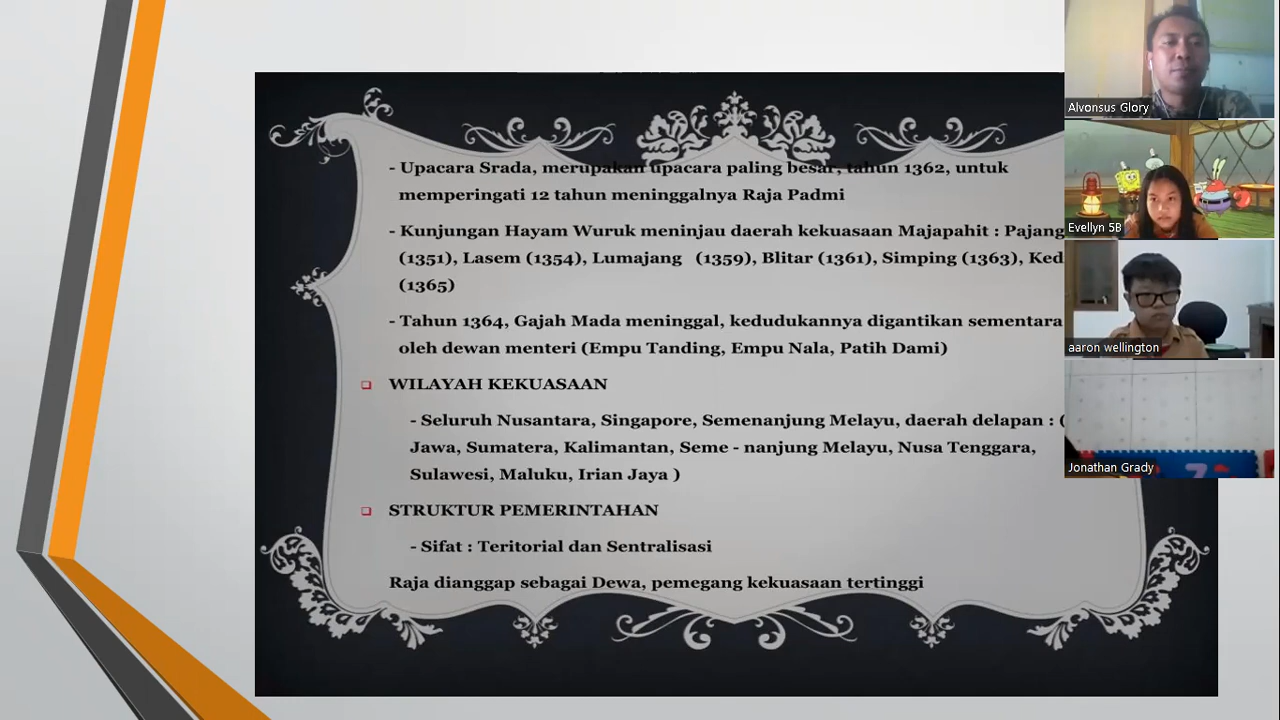 - Upacara Srada, merupakan upacara paling besar, tahun 1362, untuk
memperingati 12 tahun meninggalnya Raja Padmi
- Kunjungan Hayam Wuruk meninjau daerah kekuasaan Majapahit : Pajang
(1351), Lasem (1354), Lumajang (1359), Blitar (1361), Simping (1363), Ked
(1365)
- Tahun 1364, Gajah Mada meninggal, kedudukannya digantikan sementara
oleh dewan menteri (Empu Tanding, Empu Nala, Patih Dami)
WILAYAH KEKUASAAN
- Seluruh Nusantara, Singapore, Semenanjung Melayu, daerah delapan : (
Jawa, Sumatera, Kalimantan, Seme - nanjung Melayu, Nusa Tenggara,
Sulawesi, Maluku, Irian Jaya )
STRUKTUR PEMERINTAHAN
- Sifat : Teritorial dan Sentralisasi
Raja dianggap sebagai Dewa, pemegang kekuasaan tertinggi
Alvonsus Glory
Evellyn 5B
aaron wellington
Jonathan Grady